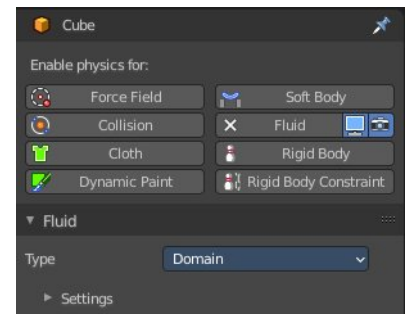 Cube
Enable physics for:
Force Field
Soft Body
Collision
Fluid
Cloth
Rigid Body
Dynamic Paint
Rigid Body Constraint
Fluid
Type Domain
Settings